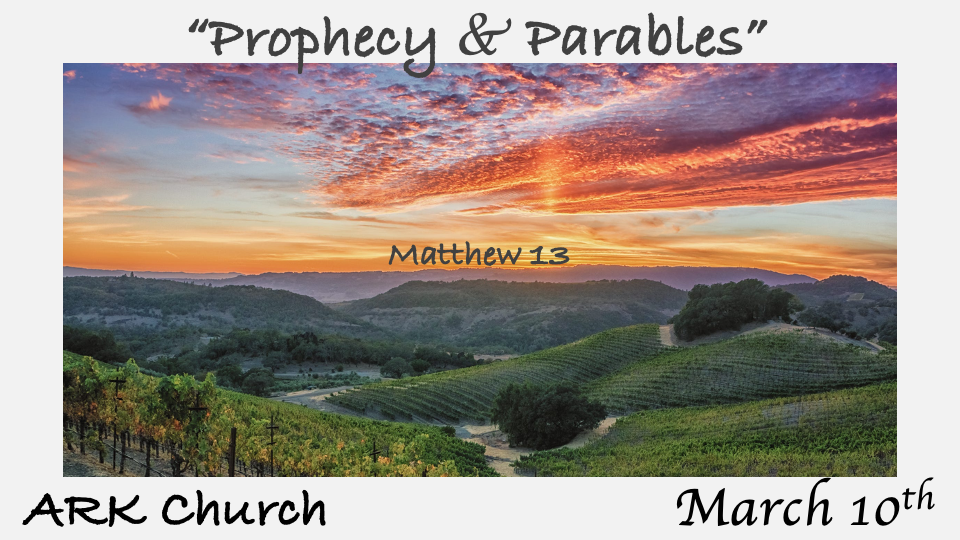 “Prophecy & Parables”
Matthew 13
ARK Church
March 10th